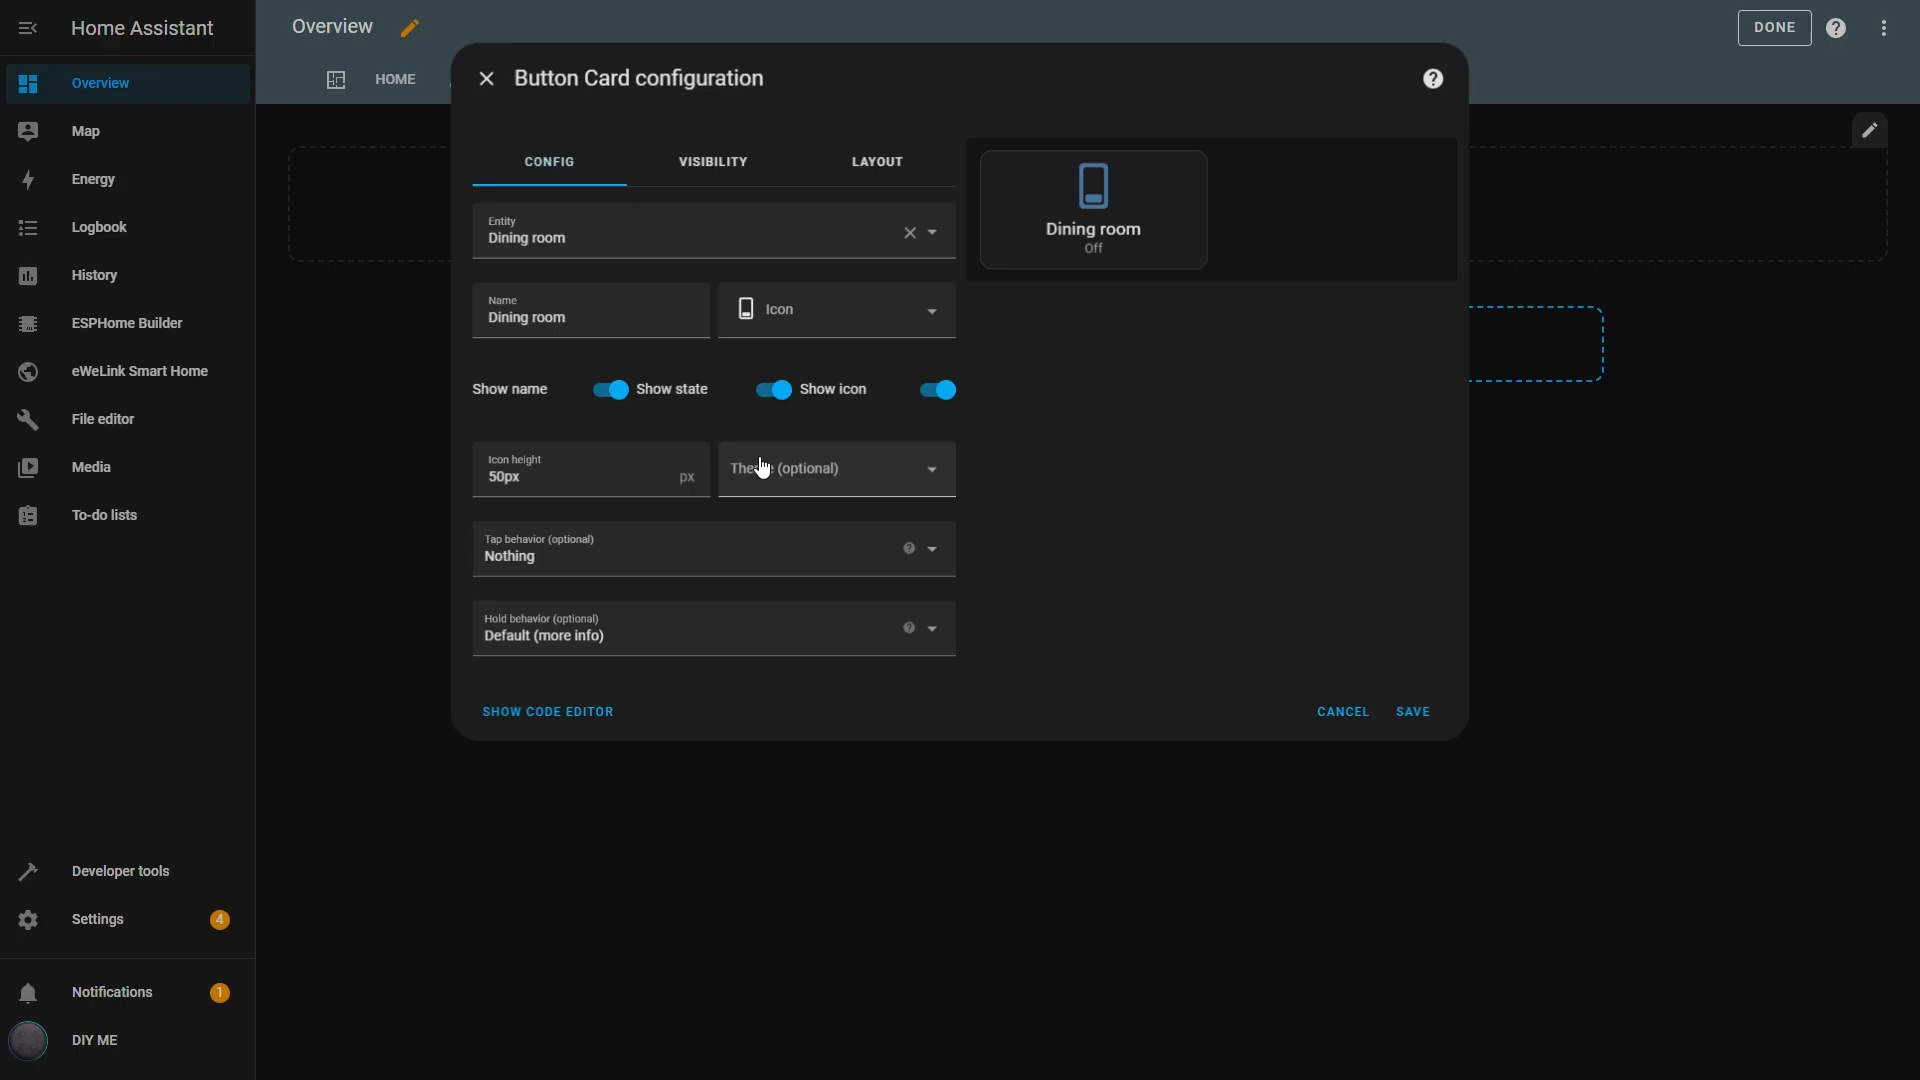 Home Assistant
Overview
Map
Energy
Logbook
History
ESPHome Builder
eWeLink Smart Home
File editor
Media
To-do lists
Developer tools
Settings 4
Notifications 1
DIY ME
Overview
DONE
HOME
Button Card configuration
CONFIG VISIBILITY LAYOUT
Entity
Dining room
Name
Dining room
Icon
Show name Show state Show icon
Icon height
50px px
(optional)
Tap behavior (optional)
Nothing
Hold behavior (optional)
Default (more info)
SHOW CODE EDITOR
CANCEL SAVE
Dining room
Off